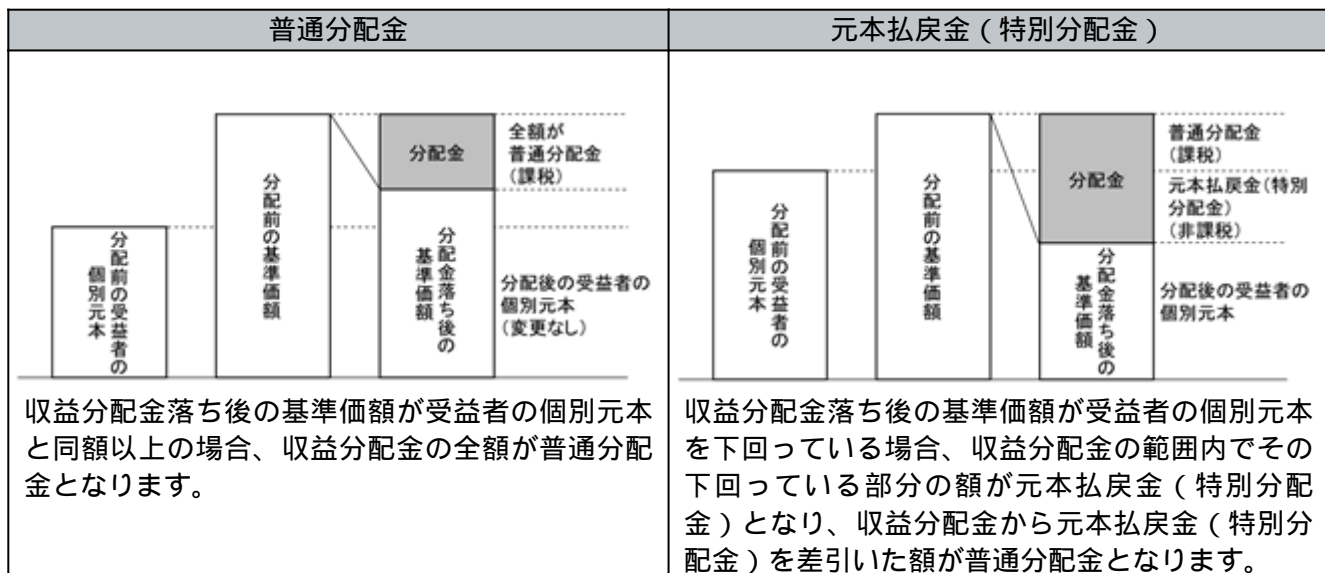 普通分配金
分配前の受益者の
個別元本
分配前の基準価額
分配金
分配金落ち後の
基準価額
全額が
普通分配金
(課税)
分配後の受益者の
個別元本
(変更なし)
収益分配金落ち後の基準価額が受益者の個別元本
と同額以上の場合、収益分配金の全額が普通分配
金となります。
元本払戻金(特別分配金)
分配前の受益者の
個別元本
分配前の基準価額
分配金
分配金落ち後の
基準価額
普通分配金
(課税)
元本払戻金(特別
分配金)
(非課税)
分配後の受益者の
個別元本
収益分配金落ち後の基準価額が受益者の個別元本
を下回っている場合、収益分配金の範囲内でその
下回っている部分の額が元本払戻金(特別分配
金)となり、収益分配金から元本払戻金(特別分
配金)を差引いた額が普通分配金となります。